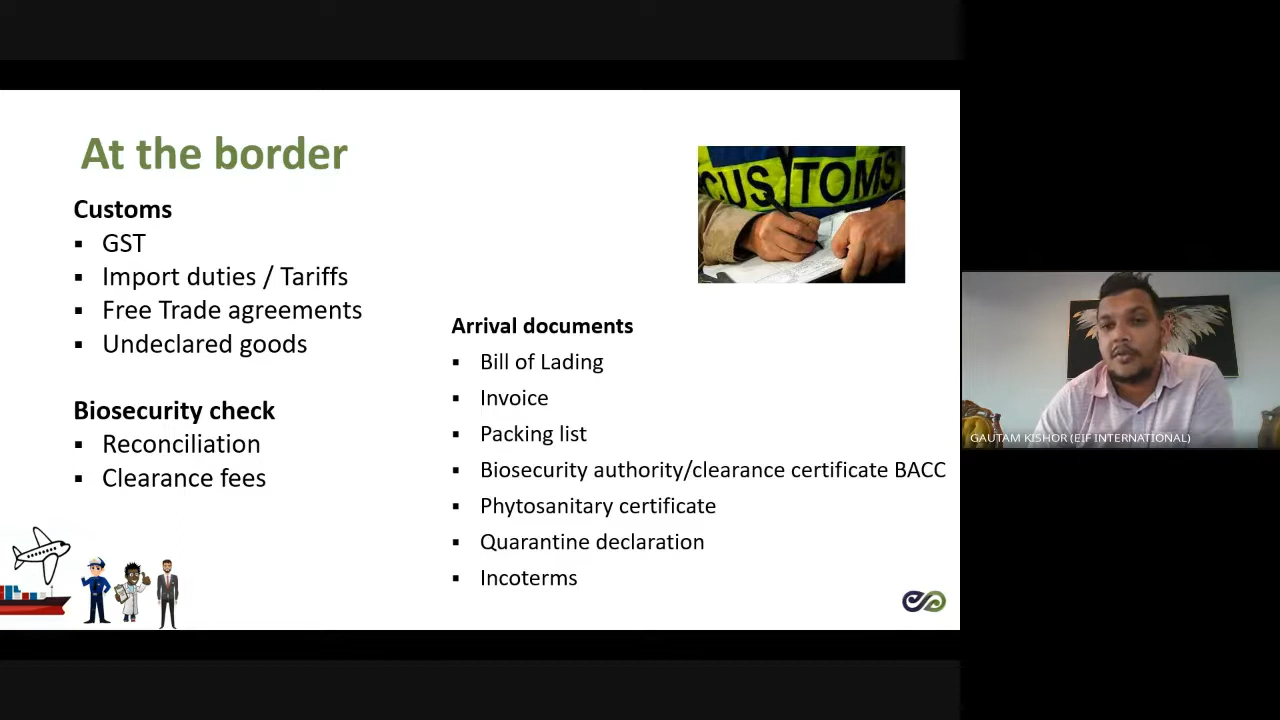 At the border
Customs
▪ GST
▪ Import duties / Tariffs
▪ Free Trade agreements
▪ Undeclared goods
Biosecurity check
▪ Reconciliation
▪ Clearance fees
CUSTOMS
Arrival documents
▪ Bill of Lading
▪ Invoice
▪ Packing list
▪ Biosecurity authority/clearance certificate BACC
▪ Phytosanitary certificate
▪ Quarantine declaration
▪ Incoterms
GAUTAM KISHOR (EIF INTERNATIONAL)